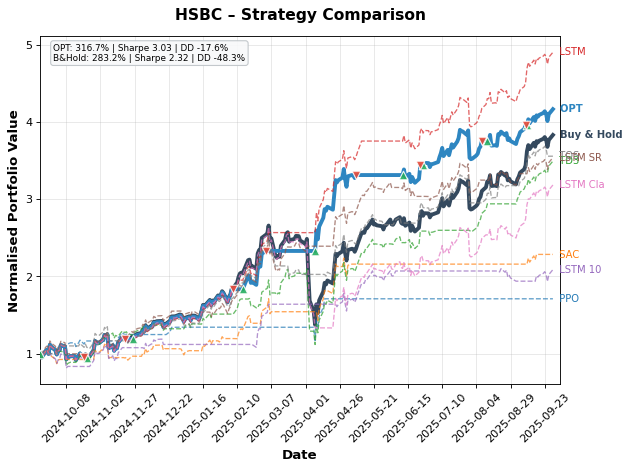 HSBC – Strategy Comparison
OPT: 316.7% | Sharpe 3.03 | DD -17.6%
B&Hold: 283.2% | Sharpe 2.32 | DD -48.3%
Normalised Portfolio Value
5
4
3
2
1
LSTM
OPT
Buy & Hold
LSTM SR
LSTM Cla
SAC
LSTM 10
PPO
2024-10-08
2024-11-02
2024-11-27
2024-12-22
2025-01-16
2025-02-10
2025-03-07
2025-04-01
2025-04-26
2025-05-21
2025-06-15
2025-07-10
2025-08-04
2025-08-29
2025-09-23
Date